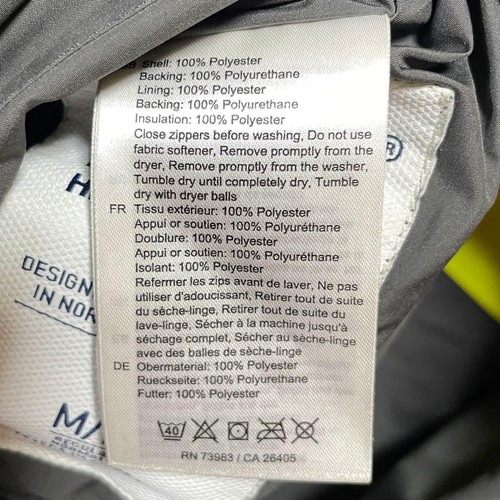 GB Shell: 100% Polyester
Backing: 100% Polyurethane
Lining: 100% Polyester
Backing: 100% Polyurethane
Insulation: 100% Polyester
Close zippers before washing, Do not use
fabric softener, Remove promptly from the
dryer, Remove promptly from the washer,
Tumble dry until completely dry, Tumble
dry with dryer balls
FR Tissu extérieur: 100% Polyester
Appui or soutien: 100% Polyuréthane
Doublure: 100% Polyester
Appui or soutien: 100% Polyuréthane
Isolant: 100% Polyester
Refermer les zips avant de laver, Ne pas
utiliser d'adoucissant, Retirer tout de suite
du sèche-linge, Retirer tout de suite du
lave-linge, Sécher à la machine jusqu'à
séchage complet, Sécher au sèche-linge
avec des balles de sèche-linge
DE Obermaterial: 100% Polyester
Rueckseite: 100% Polyurethane
Futter: 100% Polyester
40
RN 73963 / CA 26405
H
®
DESIGN
IN NOR
MA
REGUL